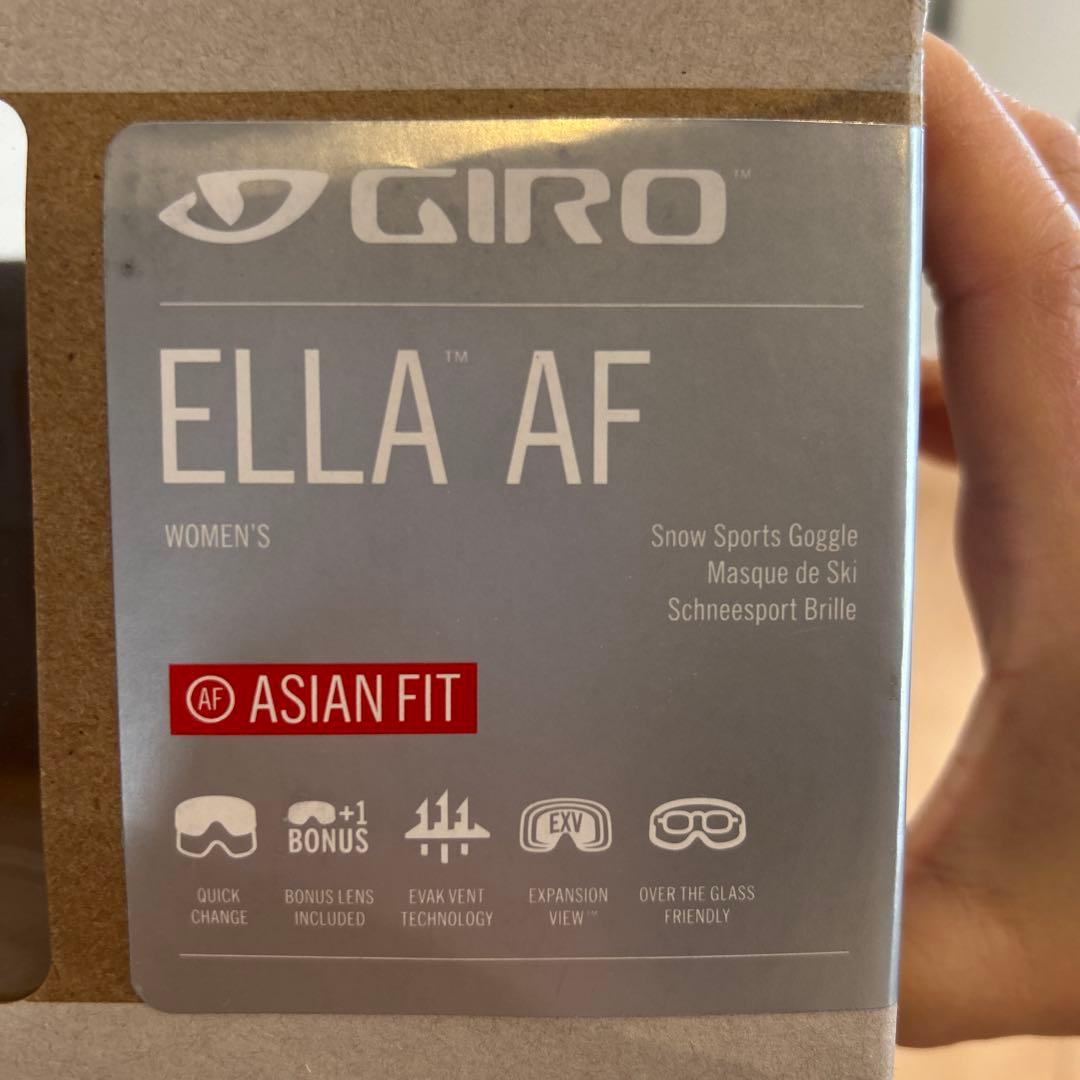 GIRO™
ELLA™ AF
WOMEN'S
Snow Sports Goggle
Masque de Ski
Schneesport Brille
AF ASIAN FIT
+1
BONUS
EXV
QUICK
CHANGE
BONUS LENS
INCLUDED
EVAK VENT
TECHNOLOGY
EXPANSION
VIEW™
OVER THE GLASS
FRIENDLY